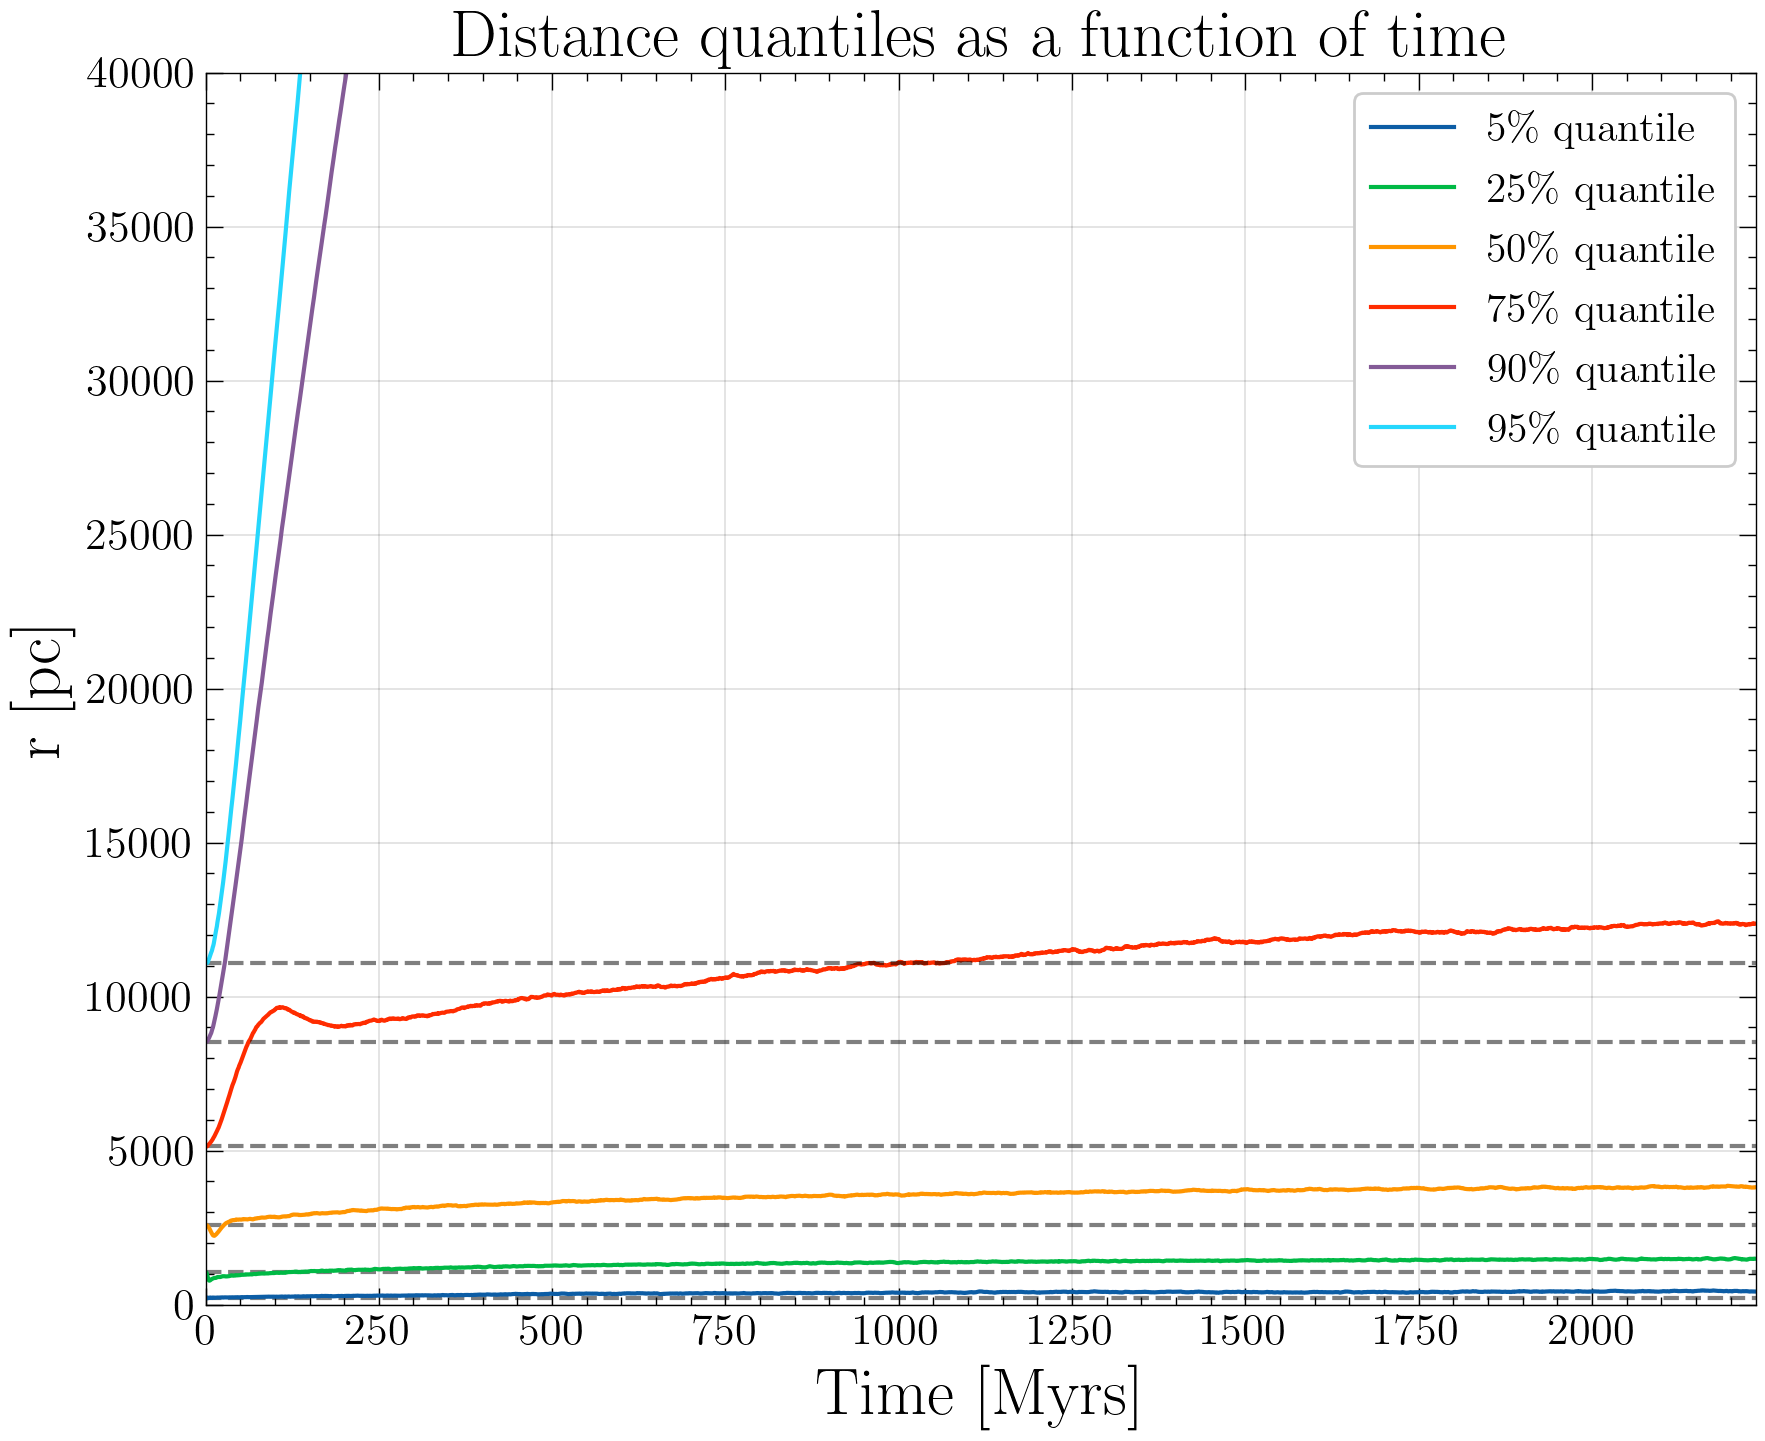 Distance quantiles as a function of time
40000
35000
30000
25000
20000
15000
10000
5000
0
r [pc]
5% quantile
25% quantile
50% quantile
75% quantile
90% quantile
95% quantile
0 250 500 750 1000 1250 1500 1750 2000
Time [Myrs]